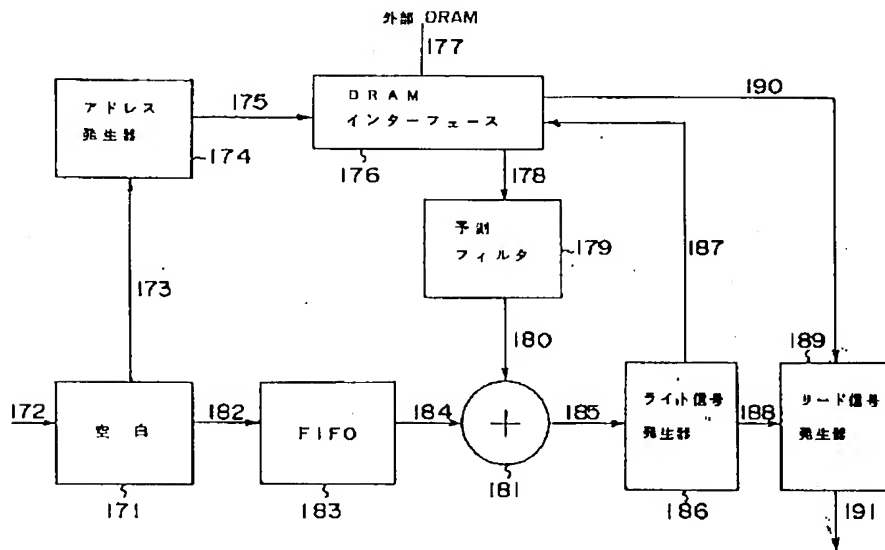 外部 DRAM
177
190
アドレス
発生器
175
DRAM
インターフェース
174
176
178
予測
フィルタ
179
187
173
180
189
172
空白
182
FIFO
184
+
185
ライト信号
発生器
188
リード信号
発生器
171
183
181
186
191